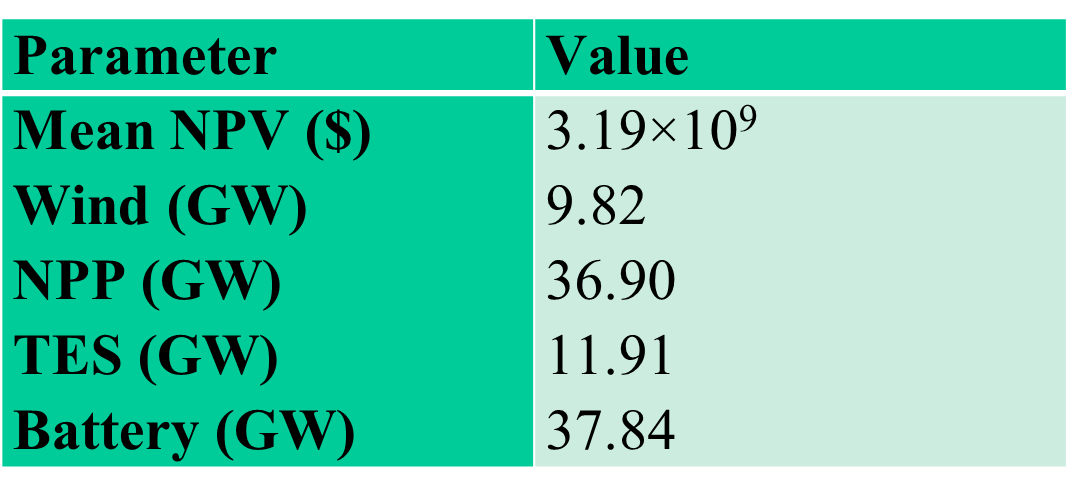 Parameter Value
Mean NPV ($) 3.19×10⁹
Wind (GW) 9.82
NPP (GW) 36.90
TES (GW) 11.91
Battery (GW) 37.84